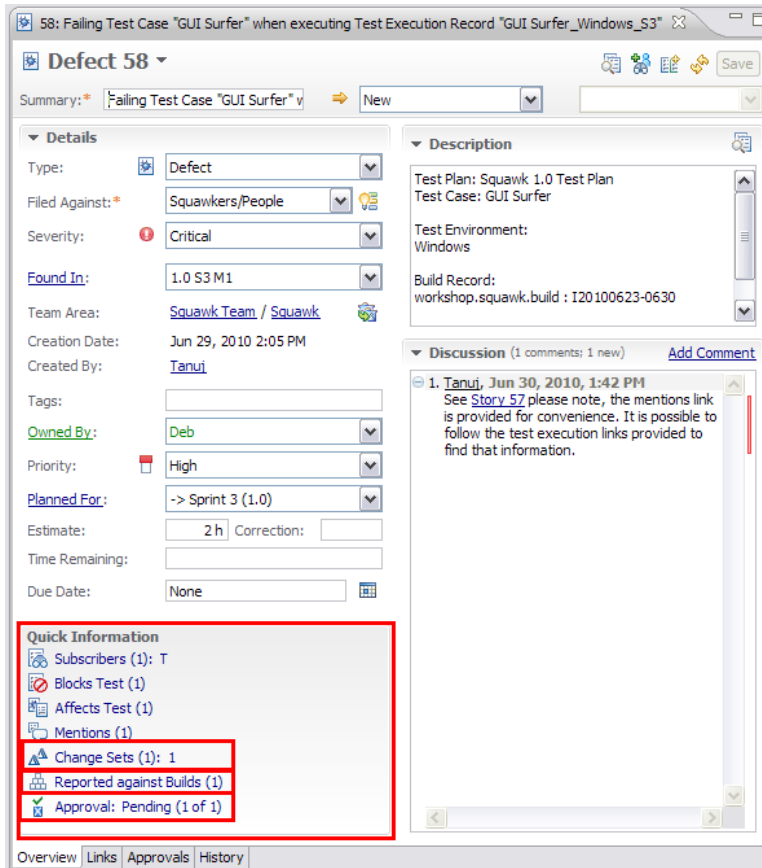 58: Failing Test Case "GUI Surfer" when executing Test Execution Record "GUI Surfer_Windows_S3"
Defect 58
Save
Summary:* Failing Test Case "GUI Surfer" w
New
Details
Type: Defect
Filed Against:* Squawkers/People
Severity: Critical
Found In: 1.0 S3 M1
Team Area: Squawk Team / Squawk
Creation Date: Jun 29, 2010 2:05 PM
Created By: Tanuj
Tags:
Owned By: Deb
Priority: High
Planned For: -> Sprint 3 (1.0)
Estimate: 2 h Correction:
Time Remaining:
Due Date: None
Quick Information
Subscribers (1): T
Blocks Test (1)
Affects Test (1)
Mentions (1)
Change Sets (1): 1
Reported against Builds (1)
Approval: Pending (1 of 1)
Description
Test Plan: Squawk 1.0 Test Plan
Test Case: GUI Surfer
Test Environment:
Windows
Build Record:
workshop.squawk.build : I20100623-0630
Discussion (1 comments; 1 new) Add Comment
1. Tanuj, Jun 30, 2010, 1:42 PM
See Story 57 please note, the mentions link
is provided for convenience. It is possible to
follow the test execution links provided to
find that information.
Overview Links Approvals History